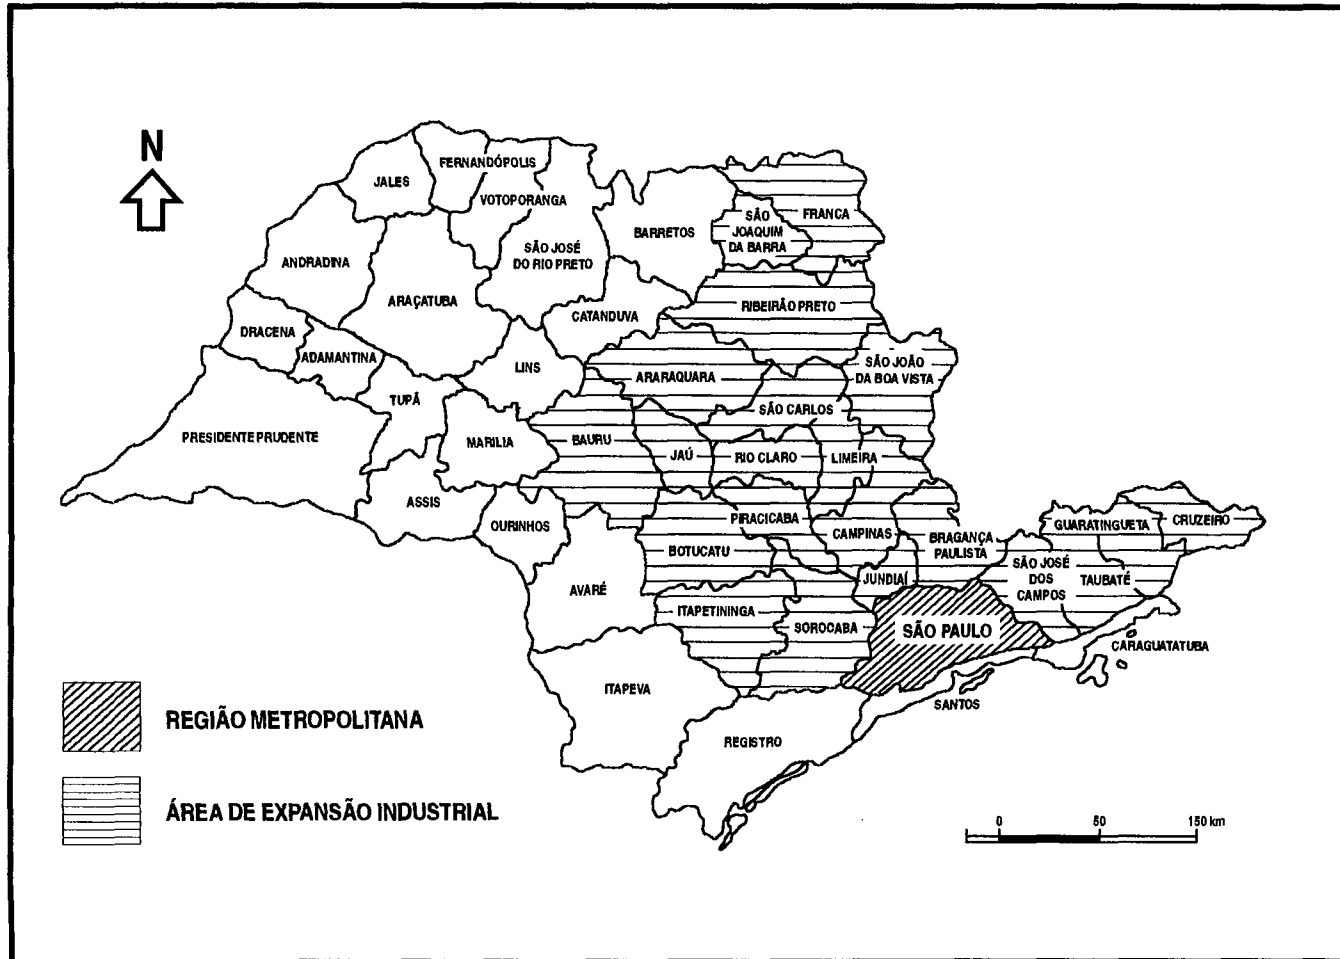 N
FERNANDÓPOLIS
JALES
VOTOPORANGA
SÃO
JOAQUIM
DA BARRA
FRANCA
BARRETOS
SÃO JOSÉ
DO RIO PRETO
ANDRADINA
ARAÇATUBA
RIBEIRÃO PRETO
CATANDUVA
DRACENA
ADAMANTINA
LINS
SÃO JOÃO
DA BOA VISTA
ARARAQUARA
TUPÃ
SÃO CARLOS
PRESIDENTE PRUDENTE
MARILIA
BAURU
JAÚ
RIO CLARO
LIMEIRA
ASSIS
OURINHOS
PIRACICABA
CAMPINAS
BRAGANÇA
PAULISTA
GUARATINGUETA
CRUZEIRO
BOTUCATU
JUNDIAÍ
SÃO JOSÉ
DOS
CAMPOS
TAUBATÉ
AVARÉ
ITAPETININGA
SOROCABA
SÃO PAULO
CARAGUATATUBA
ITAPEVA
SANTOS
REGISTRO
REGIÃO METROPOLITANA
ÁREA DE EXPANSÃO INDUSTRIAL
0 50 150 km